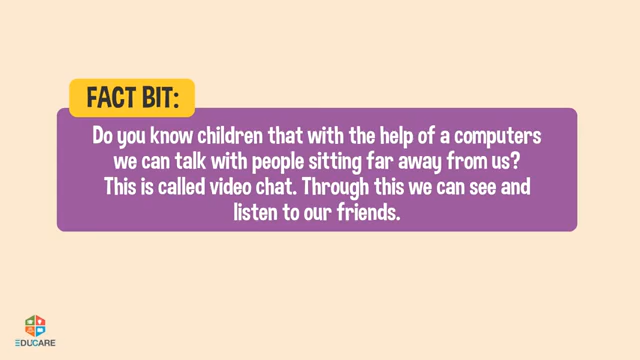 FACT BIT:
Do you know children that with the help of a computers
we can talk with people sitting far away from us?
This is called video chat. Through this we can see and
listen to our friends.
EDUCARE